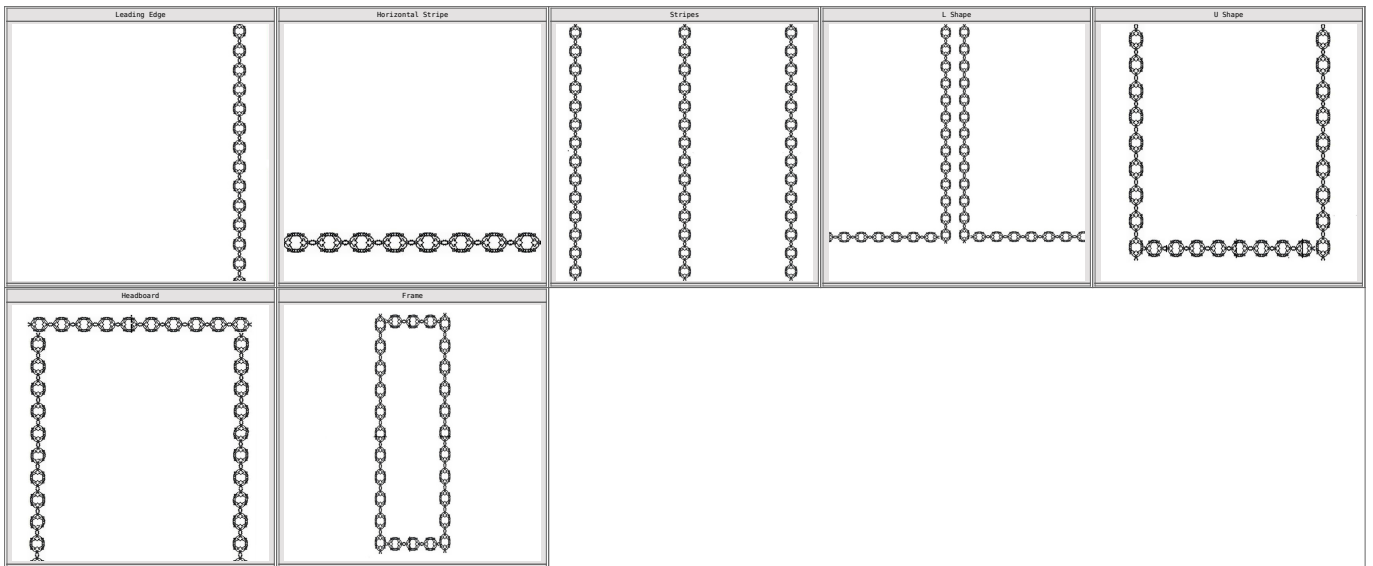 Leading Edge
Horizontal Stripe
Stripes
L Shape
U Shape
Headboard
Frame